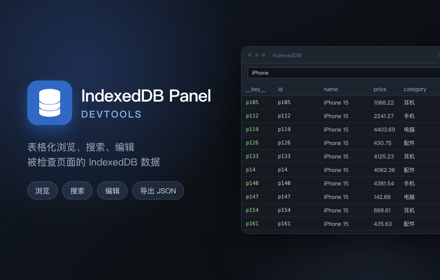 IndexedDB Panel
DEVTOOLS
表格化浏览、搜索、编辑
被检查页面的 IndexedDB 数据
浏览 搜索 编辑 导出 JSON
IndexedDB
iPhone
__key__ id name price category
p105 p105 iPhone 15 1068.22 耳机
p112 p112 iPhone 15 2241.27 手机
p119 p119 iPhone 15 4403.69 电脑
p126 p126 iPhone 15 430.75 配件
p133 p133 iPhone 15 4125.23 耳机
p14 p14 iPhone 15 4062.38 配件
p140 p140 iPhone 15 4381.54 手机
p147 p147 iPhone 15 142.68 电脑
p154 p154 iPhone 15 689.61 耳机
p161 p161 iPhone 15 435.63 配件